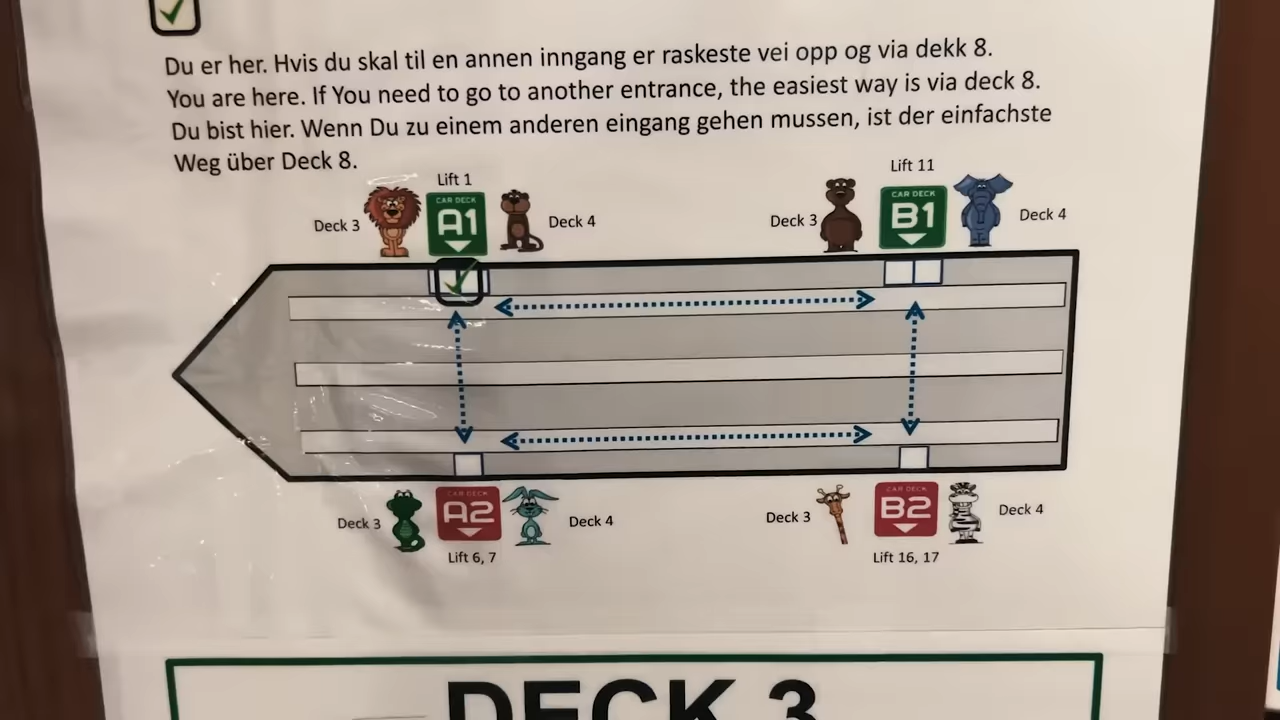 Du er her. Hvis du skal til en annen inngang er raskeste vei opp og via dekk 8.
You are here. If You need to go to another entrance, the easiest way is via deck 8.
Du bist hier. Wenn Du zu einem anderen eingang gehen mussen, ist der einfachste
Weg über Deck 8.
Lift 1
Lift 11
Deck 3
CAR DECK
A1
Deck 4
Deck 3
CAR DECK
B1
Deck 4
Deck 3
CAR DECK
A2
Deck 4
Deck 3
CAR DECK
B2
Deck 4
Lift 6, 7
Lift 16, 17
DECK 3